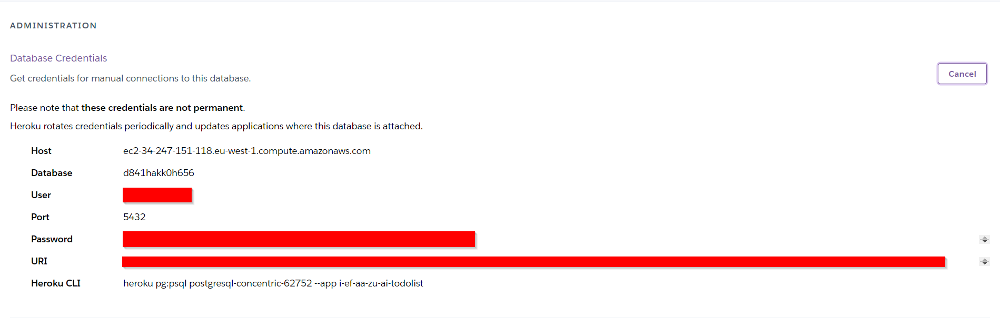 ADMINISTRATION
Database Credentials
Get credentials for manual connections to this database.
Cancel
Please note that these credentials are not permanent.
Heroku rotates credentials periodically and updates applications where this database is attached.
Host ec2-34-247-151-118.eu-west-1.compute.amazonaws.com
Database d841hakk0h656
User
Port 5432
Password
URI
Heroku CLI heroku pg:psql postgresql-concentric-62752 --app i-ef-aa-zu-ai-todolist